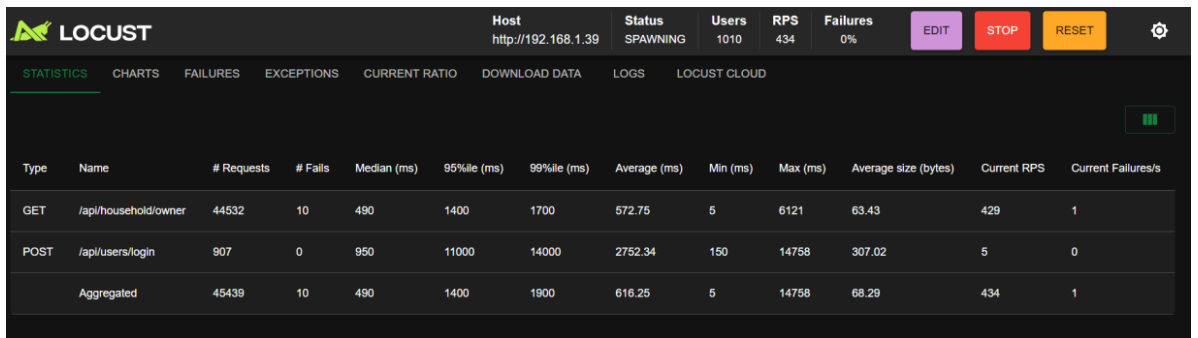 LOCUST
Host Status Users RPS Failures
http://192.168.1.39 SPAWNING 1010 434 0%
EDIT STOP RESET
STATISTICS CHARTS FAILURES EXCEPTIONS CURRENT RATIO DOWNLOAD DATA LOGS LOCUST CLOUD
Type Name # Requests # Fails Median (ms) 95%ile (ms) 99%ile (ms) Average (ms) Min (ms) Max (ms) Average size (bytes) Current RPS Current Failures/s
GET /api/household/owner 44532 10 490 1400 1700 572.75 5 6121 63.43 429 1
POST /api/users/login 907 0 950 11000 14000 2752.34 150 14758 307.02 5 0
Aggregated 45439 10 490 1400 1900 616.25 5 14758 68.29 434 1